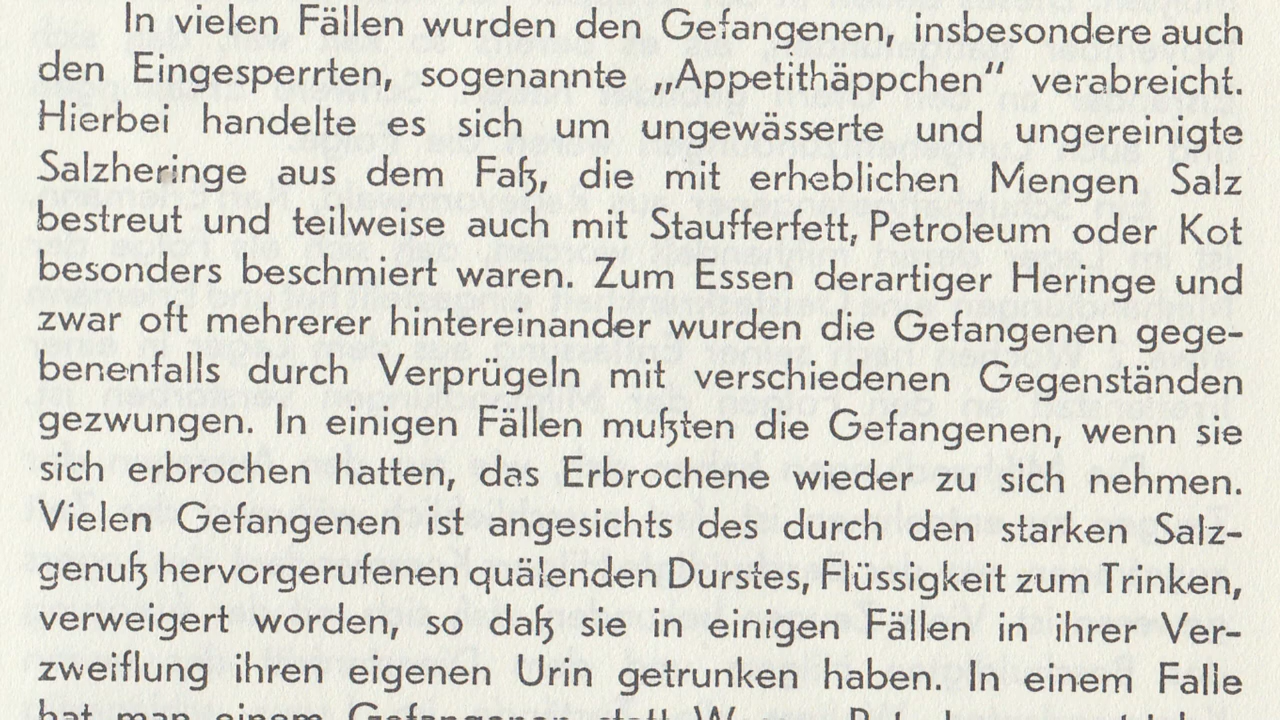 In vielen Fällen wurden den Gefangenen, insbesondere auch
den Eingesperrten, sogenannte „Appetithäppchen“ verabreicht.
Hierbei handelte es sich um ungewässerte und ungereinigte
Salzheringe aus dem Faß, die mit erheblichen Mengen Salz
bestreut und teilweise auch mit Staufferfett, Petroleum oder Kot
besonders beschmiert waren. Zum Essen derartiger Heringe und
zwar oft mehrerer hintereinander wurden die Gefangenen gege-
benenfalls durch Verprügeln mit verschiedenen Gegenständen
gezwungen. In einigen Fällen mußten die Gefangenen, wenn sie
sich erbrochen hatten, das Erbrochene wieder zu sich nehmen.
Vielen Gefangenen ist angesichts des durch den starken Salz-
genuß hervorgerufenen quälenden Durstes, Flüssigkeit zum Trinken,
verweigert worden, so daß sie in einigen Fällen in ihrer Ver-
zweiflung ihren eigenen Urin getrunken haben. In einem Falle
hat man einem Gefangenen statt